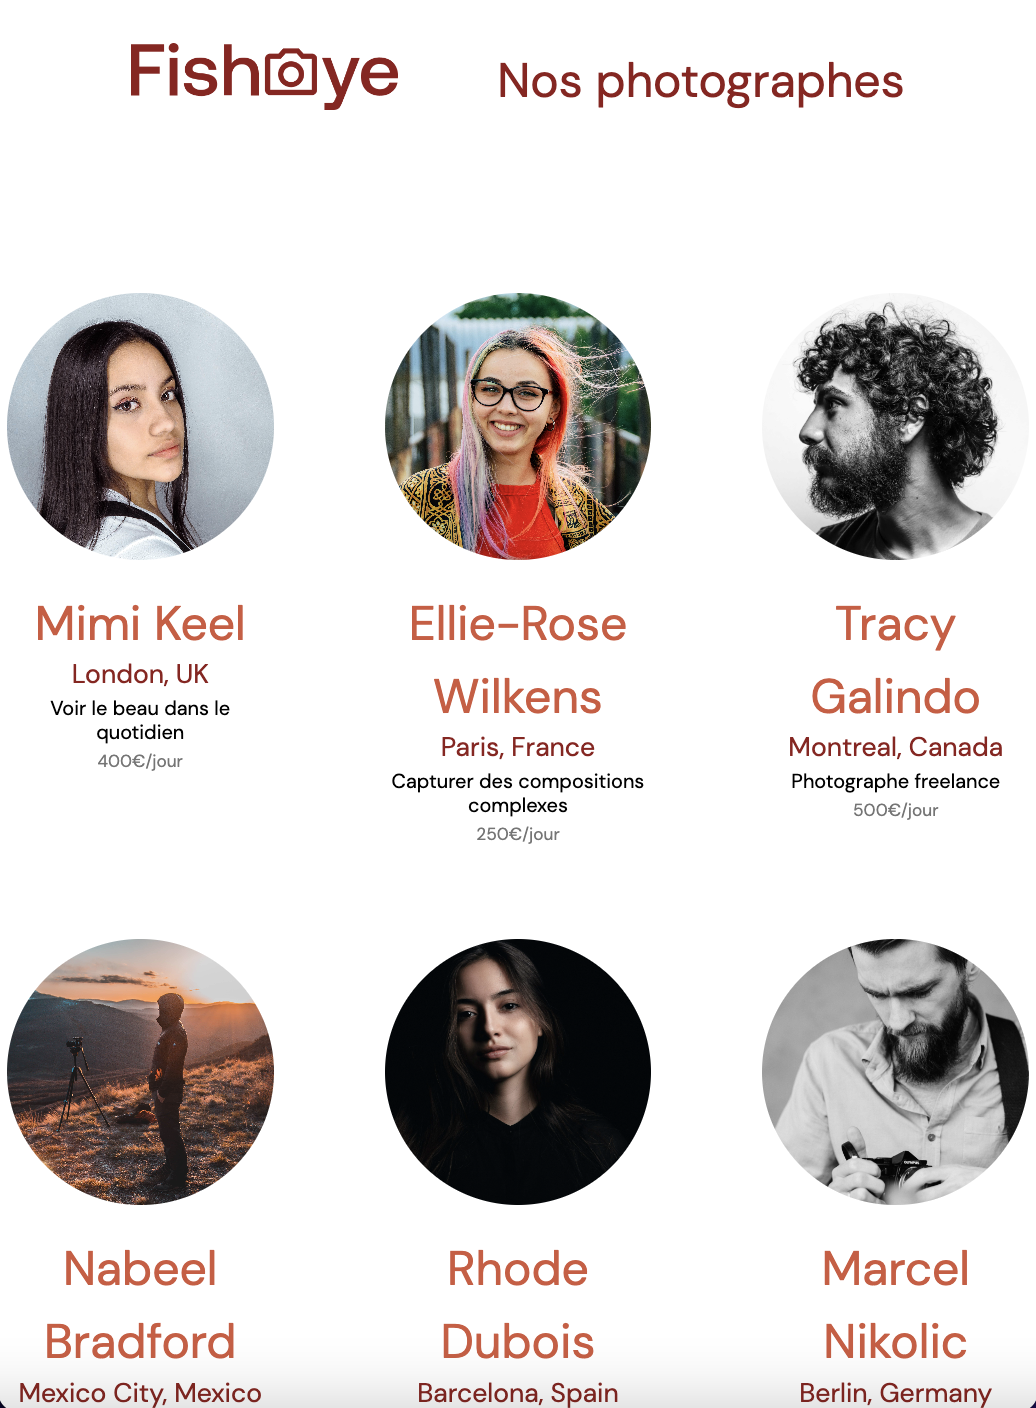 Fisheye
Nos photographes
Mimi Keel
London, UK
Voir le beau dans le
quotidien
400€/jour
Ellie-Rose
Wilkens
Paris, France
Capturer des compositions
complexes
250€/jour
Tracy
Galindo
Montreal, Canada
Photographe freelance
500€/jour
Nabeel
Bradford
Mexico City, Mexico
Rhode
Dubois
Barcelona, Spain
Marcel
Nikolic
Berlin, Germany